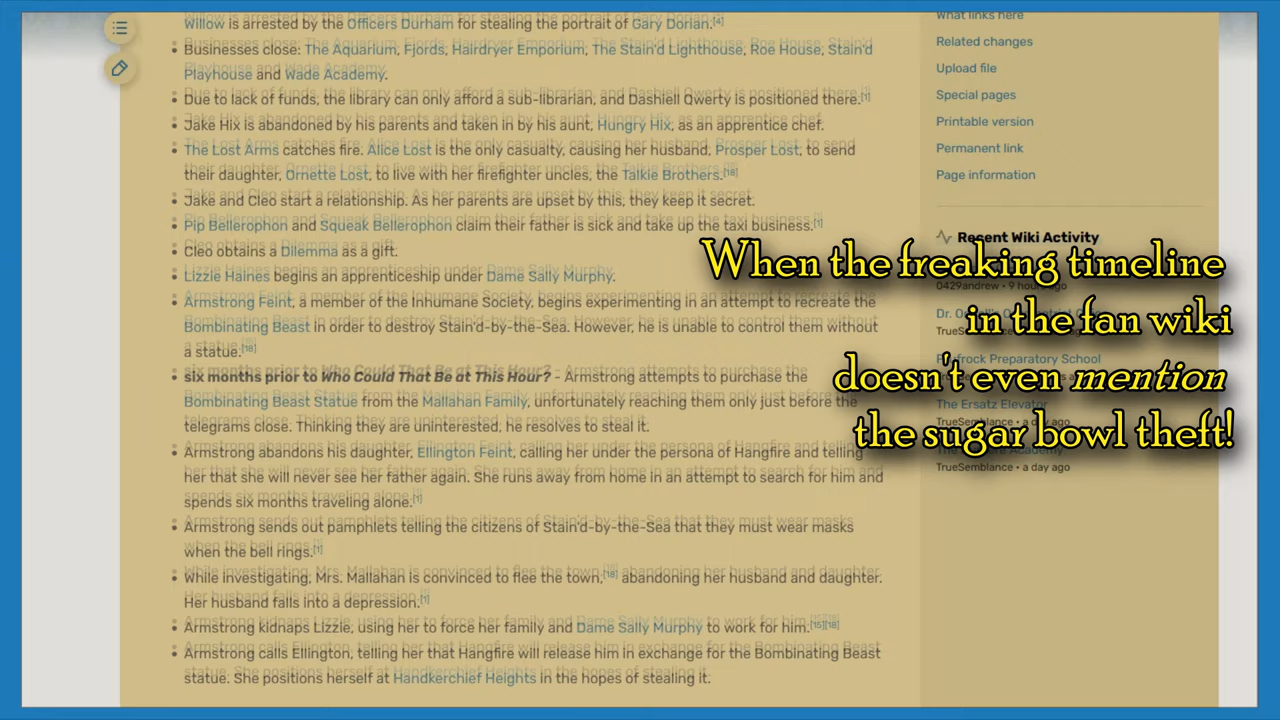 Willow is arrested by the Officers Durham for stealing the portrait of Gary Dorian.[4]
Businesses close: The Aquarium, Fjords, Hairdryer Emporium, The Stain'd Lighthouse, Roe House, Stain'd
Playhouse and Wade Academy.
Due to lack of funds, the library can only afford a sub-librarian, and Dashiell Qwerty is positioned there.[1]
Jake Hix is abandoned by his parents and taken in by his aunt, Hungry Hix, as an apprentice chef.
The Lost Arms catches fire. Alice Lost is the only casualty, causing her husband, Prosper Lost, to send
their daughter, Ornette Lost, to live with her firefighter uncles, the Talkie Brothers.[18]
Jake and Cleo start a relationship. As her parents are upset by this, they keep it secret.
Pip Bellerophon and Squeak Bellerophon claim their father is sick and take up the taxi business.[1]
Cleo obtains a Dilemma as a gift.
Lizzie Haines begins an apprenticeship under Dame Sally Murphy.
Armstrong Feint, a member of the Inhumane Society, begins experimenting in an attempt to recreate the
Bombinating Beast in order to destroy Stain'd-by-the-Sea. However, he is unable to control them without
a statue.[18]
six months prior to Who Could That Be at This Hour? - Armstrong attempts to purchase the
Bombinating Beast Statue from the Mallahan Family, unfortunately reaching them only just before the
telegrams close. Thinking they are uninterested, he resolves to steal it.
Armstrong abandons his daughter, Ellington Feint, calling her under the persona of Hangfire and telling
her that she will never see her father again. She runs away from home in an attempt to search for him and
spends six months traveling alone.[1]
Armstrong sends out pamphlets telling the citizens of Stain'd-by-the-Sea that they must wear masks
when the bell rings.[1]
While investigating, Mrs. Mallahan is convinced to flee the town,[18] abandoning her husband and daughter.
Her husband falls into a depression.[1]
Armstrong kidnaps Lizzie, using her to force her family and Dame Sally Murphy to work for him.[15][18]
Armstrong calls Ellington, telling her that Hangfire will release him in exchange for the Bombinating Beast
statue. She positions herself at Handkerchief Heights in the hopes of stealing it.
What links here
Related changes
Upload file
Special pages
Printable version
Permanent link
Page information
Recent Wiki Activity
When the freaking timeline
in the fan wiki
doesn't even mention
the sugar bowl theft!
0429andrew • 9 hours ago
Prufrock Preparatory School
The Ersatz Elevator
TrueSemblance • a day ago